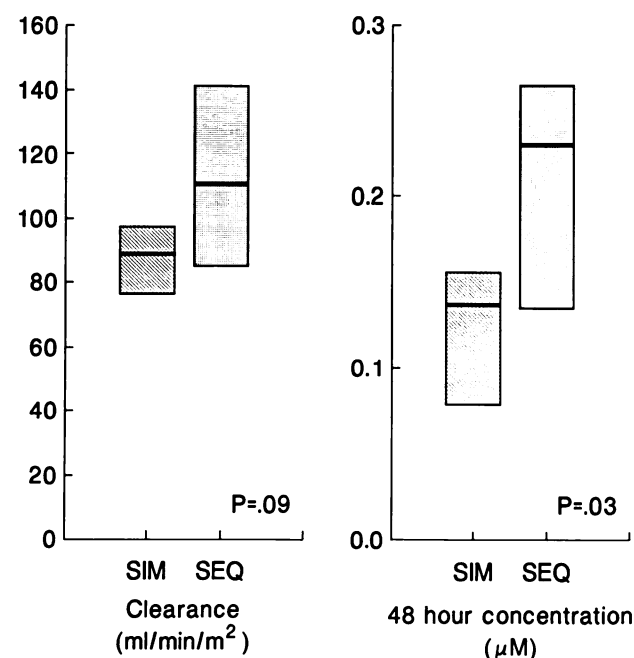 160
140
120
100
80
60
40
20
0
P=.09
SIM SEQ
Clearance
(ml/min/m²)
0.3
0.2
0.1
0.0
P=.03
SIM SEQ
48 hour concentration
(μM)